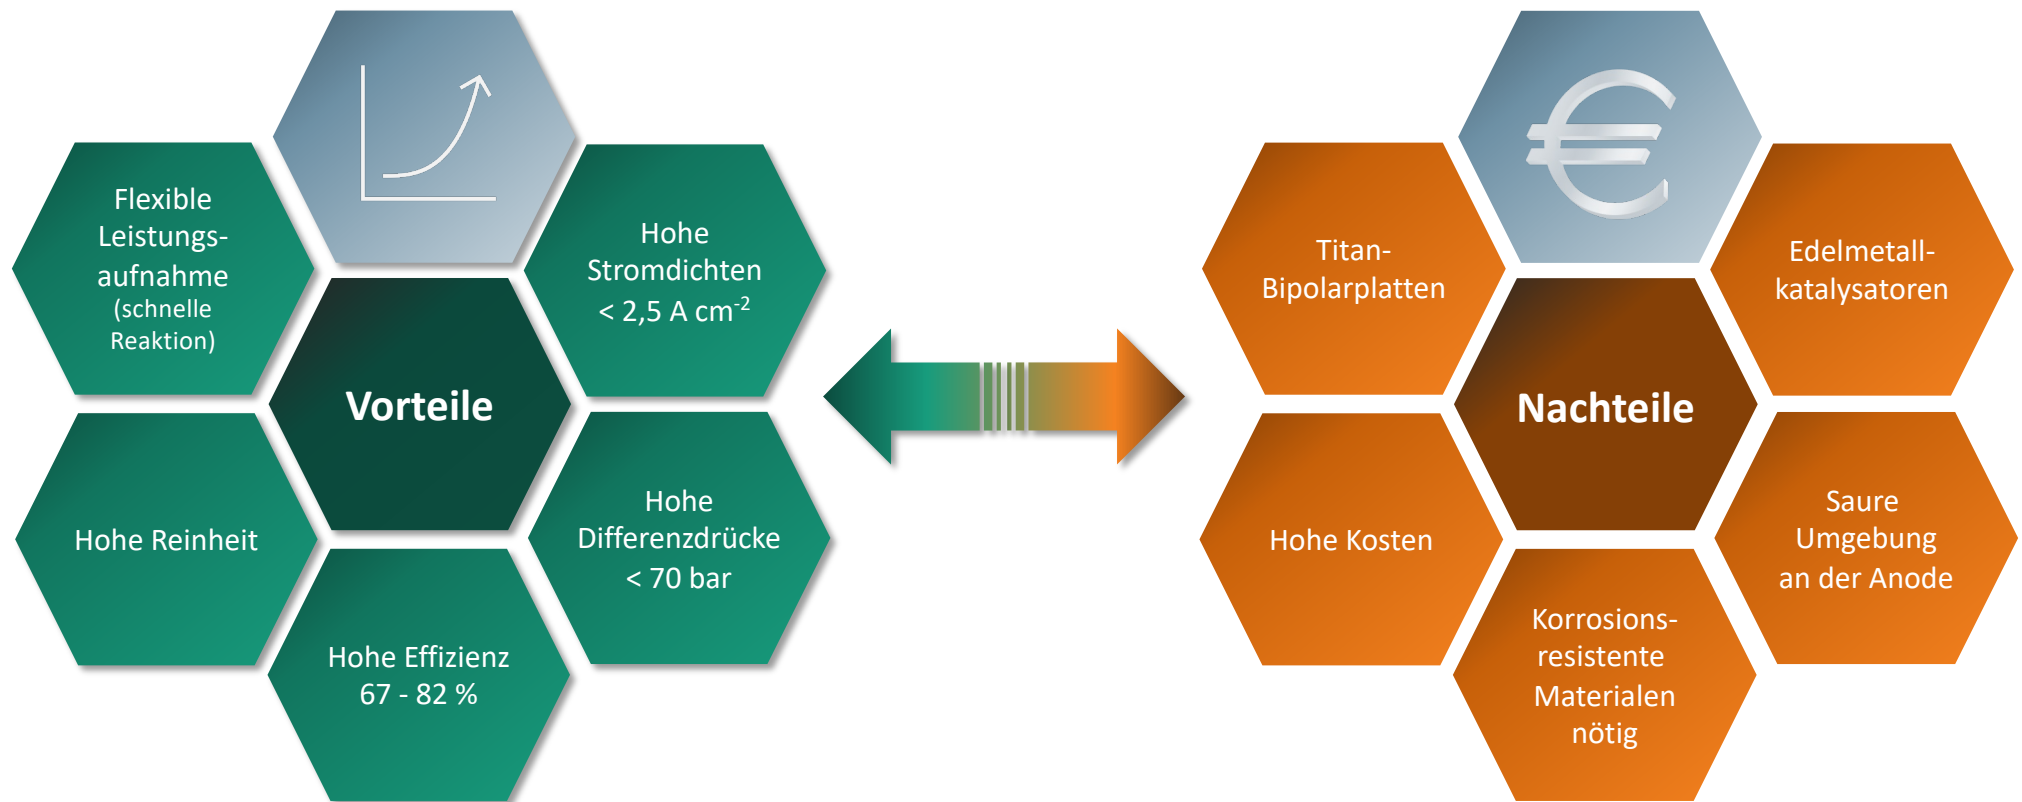 Flexible
Leistungs-
aufnahme
(schnelle
Reaktion)
Hohe
Stromdichten
< 2,5 A cm⁻²
Vorteile
Hohe Reinheit
Hohe
Differenzdrücke
< 70 bar
Hohe Effizienz
67 - 82 %
€
Titan-
Bipolarplatten
Edelmetall-
katalysatoren
Nachteile
Hohe Kosten
Saure
Umgebung
an der Anode
Korrosions-
resistente
Materialen
nötig